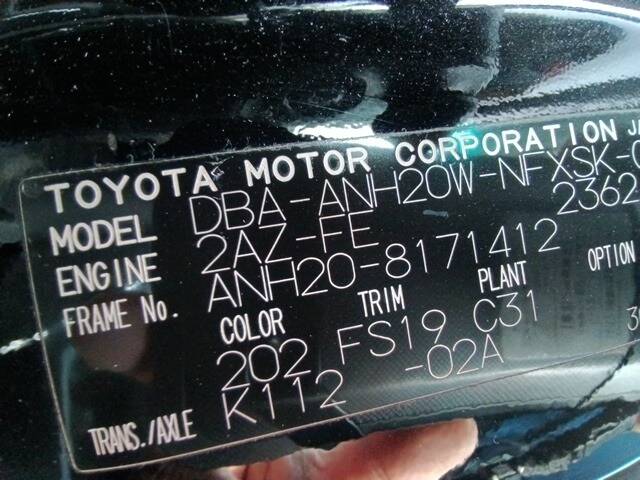 TOYOTA MOTOR CORPORATION JA
MODEL DBA-ANH20W-NFXSK-
ENGINE 2AZ-FE 2362
FRAME No. ANH20-8171412
COLOR TRIM PLANT OPTION
202 FS19 C31
TRANS./AXLE K112 -02A